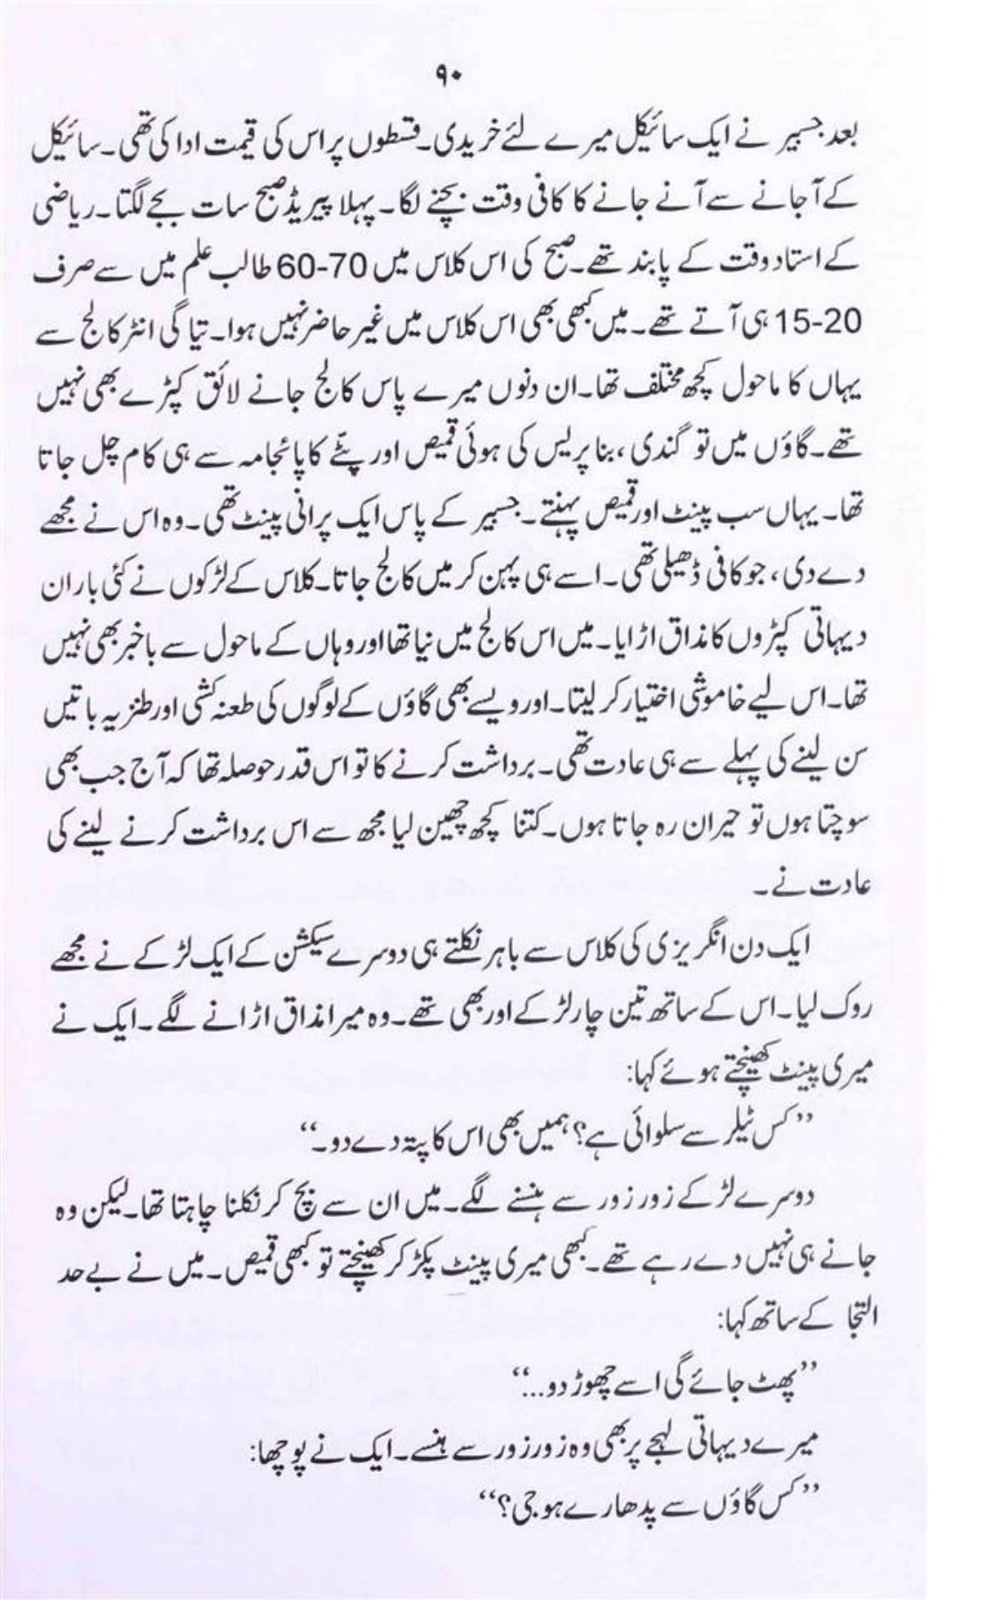 ۹۰
بعد جسبیر نے ایک سائیکل میرے لئے خریدی۔ قسطوں پر اس کی قیمت ادا کی تھی۔ سائیکل
کے آجانے سے آنے جانے کا کافی وقت بچنے لگا۔ پہلا پیریڈ صبح سات بجے لگتا۔ ریاضی
کے استاد وقت کے پابند تھے۔ صبح کی اس کلاس میں 60-70 طالب علم میں سے صرف
15-20 ہی آتے تھے۔ میں کبھی بھی اس کلاس میں غیر حاضر نہیں ہوا۔ تیاگی انٹر کالج سے
یہاں کا ماحول کچھ مختلف تھا۔ ان دنوں میرے پاس کالج جانے لائق کپڑے بھی نہیں
تھے۔ گاؤں میں تو گندی، بنا پریس کی ہوئی قمیص اور پٹّے کا پائجامہ سے ہی کام چل جاتا
تھا۔ یہاں سب پینٹ اور قمیص پہنتے۔ جسبیر کے پاس ایک پرانی پینٹ تھی۔ وہ اس نے مجھے
دے دی، جو کافی ڈھیلی تھی۔ اسے ہی پہن کر میں کالج جاتا۔ کلاس کے لڑکوں نے کئی بار ان
دیہاتی کپڑوں کا مذاق اڑایا۔ میں اس کالج میں نیا تھا اور وہاں کے ماحول سے باخبر بھی نہیں
تھا۔ اس لیے خاموشی اختیار کر لیتا۔ اور ویسے بھی گاؤں کے لوگوں کی طعنہ کشی اور طنزیہ باتیں
سن لینے کی پہلے سے ہی عادت تھی۔ برداشت کرنے کا تو اس قدر حوصلہ تھا کہ آج جب بھی
سوچتا ہوں تو حیران رہ جاتا ہوں۔ کتنا کچھ چھین لیا مجھ سے اس برداشت کرنے لینے کی
عادت نے۔
ایک دن انگریزی کی کلاس سے باہر نکلتے ہی دوسرے سیکشن کے ایک لڑکے نے مجھے
روک لیا۔ اس کے ساتھ تین چار لڑکے اور بھی تھے۔ وہ میرا مذاق اڑانے لگے۔ ایک نے
میری پینٹ کھینچتے ہوئے کہا:
’’کس ٹیلر سے سلوائی ہے؟ ہمیں بھی اس کا پتہ دے دو۔‘‘
دوسرے لڑکے زور زور سے ہنسنے لگے۔ میں ان سے بچ کر نکلنا چاہتا تھا۔ لیکن وہ
جانے ہی نہیں دے رہے تھے۔ کبھی میری پینٹ پکڑ کر کھینچتے تو کبھی قمیص۔ میں نے بے حد
التجا کے ساتھ کہا:
’’پھٹ جائے گی اسے چھوڑ دو...‘‘
میرے دیہاتی لہجے پر بھی وہ زور زور سے ہنسے۔ ایک نے پوچھا:
’’کس گاؤں سے پدھارے ہو جی؟‘‘